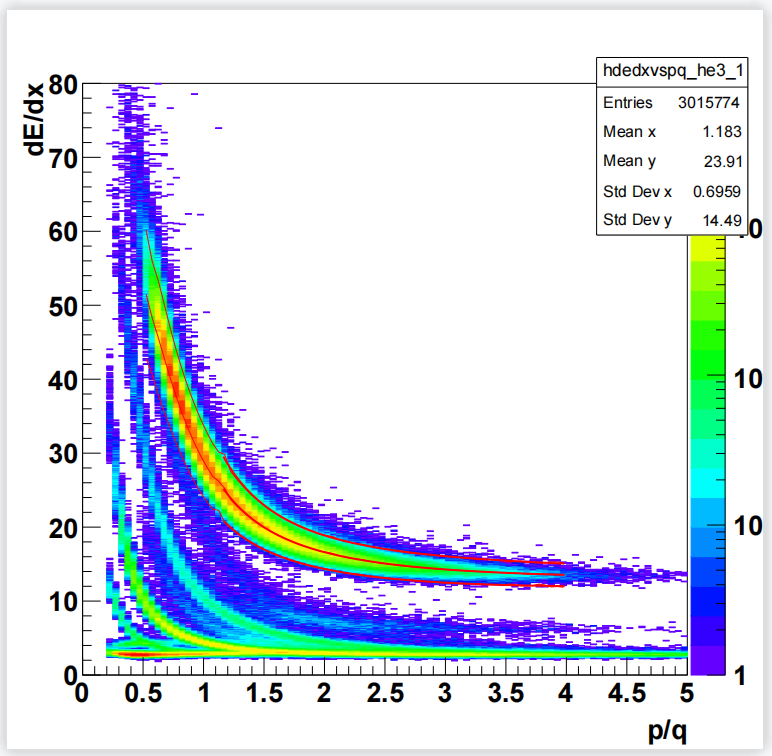 hdedxvspq_he3_1
Entries 3015774
Mean x 1.183
Mean y 23.91
Std Dev x 0.6959
Std Dev y 14.49
dE/dx
80
70
60
50
40
30
20
10
0
0 0.5 1 1.5 2 2.5 3 3.5 4 4.5 5
p/q
10
10
1